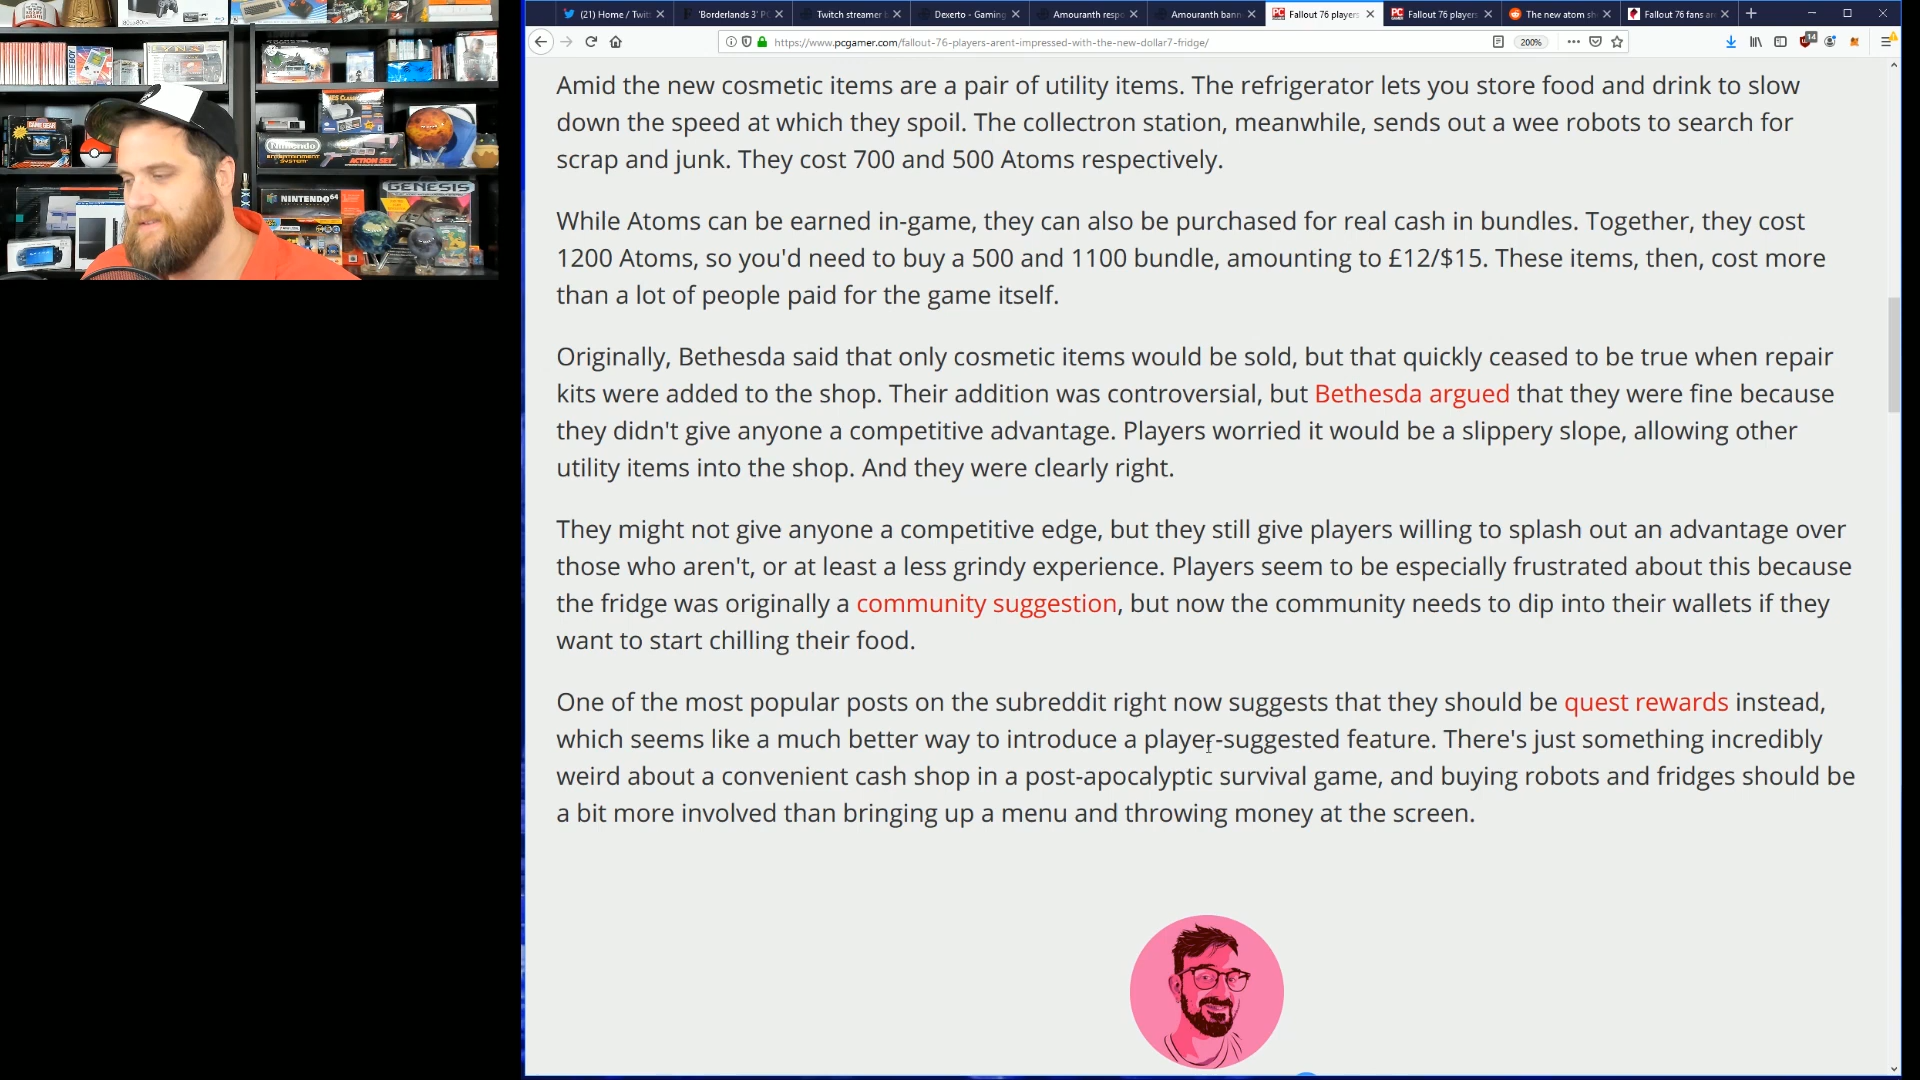 (21) Home / Twit
'Borderlands 3' P
Twitch streamer
Dexerto - Gaming
Amouranth resp
Amouranth bann
Fallout 76 players
Fallout 76 players
The new atom sh
Fallout 76 fans ar
https://www.pcgamer.com/fallout-76-players-arent-impressed-with-the-new-dollar7-fridge/
200%
14
Amid the new cosmetic items are a pair of utility items. The refrigerator lets you store food and drink to slow
down the speed at which they spoil. The collectron station, meanwhile, sends out a wee robots to search for
scrap and junk. They cost 700 and 500 Atoms respectively.
While Atoms can be earned in-game, they can also be purchased for real cash in bundles. Together, they cost
1200 Atoms, so you'd need to buy a 500 and 1100 bundle, amounting to £12/$15. These items, then, cost more
than a lot of people paid for the game itself.
Originally, Bethesda said that only cosmetic items would be sold, but that quickly ceased to be true when repair
kits were added to the shop. Their addition was controversial, but Bethesda argued that they were fine because
they didn't give anyone a competitive advantage. Players worried it would be a slippery slope, allowing other
utility items into the shop. And they were clearly right.
They might not give anyone a competitive edge, but they still give players willing to splash out an advantage over
those who aren't, or at least a less grindy experience. Players seem to be especially frustrated about this because
the fridge was originally a community suggestion, but now the community needs to dip into their wallets if they
want to start chilling their food.
One of the most popular posts on the subreddit right now suggests that they should be quest rewards instead,
which seems like a much better way to introduce a player-suggested feature. There's just something incredibly
weird about a convenient cash shop in a post-apocalyptic survival game, and buying robots and fridges should be
a bit more involved than bringing up a menu and throwing money at the screen.
LYNX
GAME BOY
GAME GEAR
NES CLASSIC
Nintendo
ENTERTAINMENT SYSTEM
ACTION SET
GENESIS
NINTENDO 64